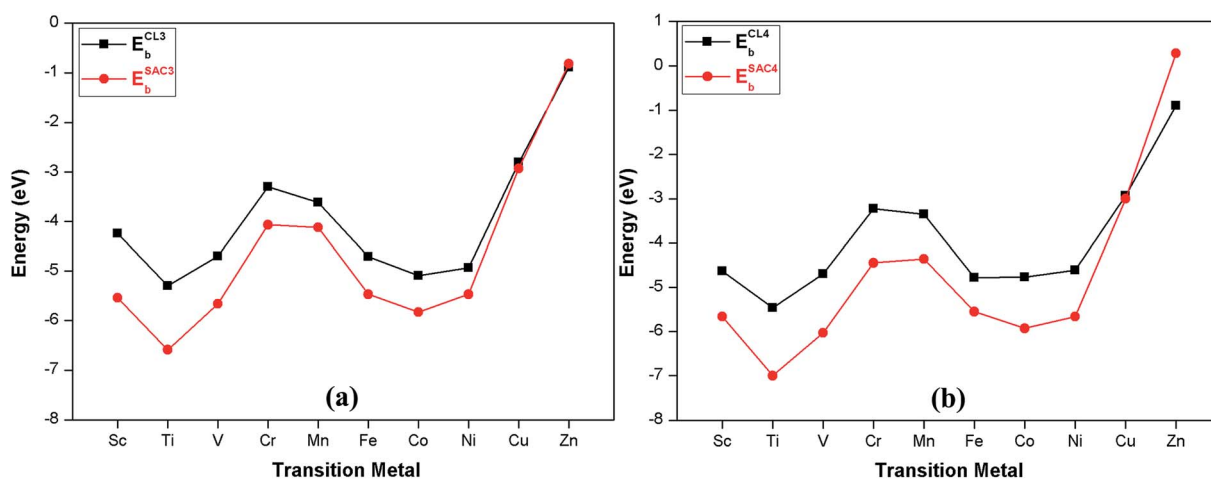 0
-1
-2
-3
-4
-5
-6
-7
-8
Energy (eV)
E_b^CL3
E_b^SAC3
(a)
Sc Ti V Cr Mn Fe Co Ni Cu Zn
Transition Metal
1
0
-1
-2
-3
-4
-5
-6
-7
-8
Energy (eV)
E_b^CL4
E_b^SAC4
(b)
Sc Ti V Cr Mn Fe Co Ni Cu Zn
Transition Metal